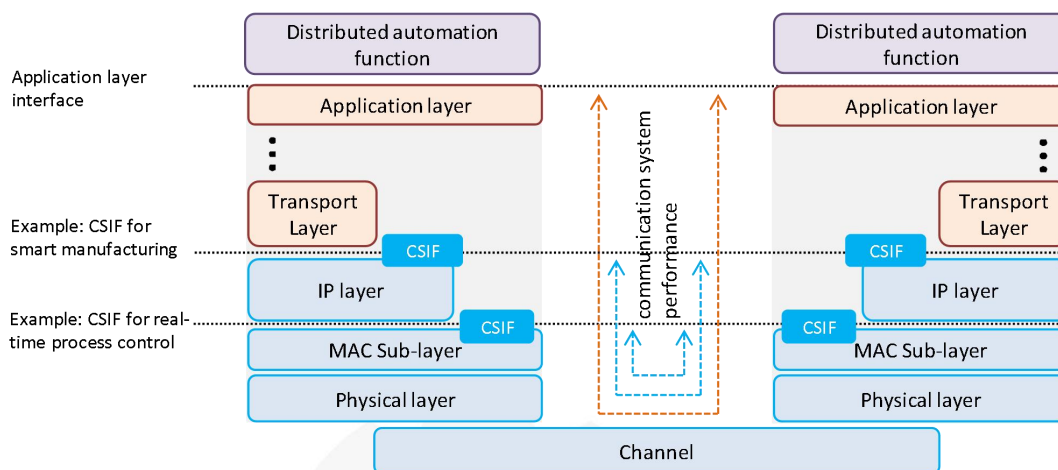 Distributed automation
function
Distributed automation
function
Application layer
interface
Application layer
Application layer
communication system
performance
Transport
Layer
Transport
Layer
Example: CSIF for
smart manufacturing
CSIF
CSIF
IP layer
IP layer
Example: CSIF for real-
time process control
CSIF
CSIF
MAC Sub-layer
MAC Sub-layer
Physical layer
Physical layer
Channel